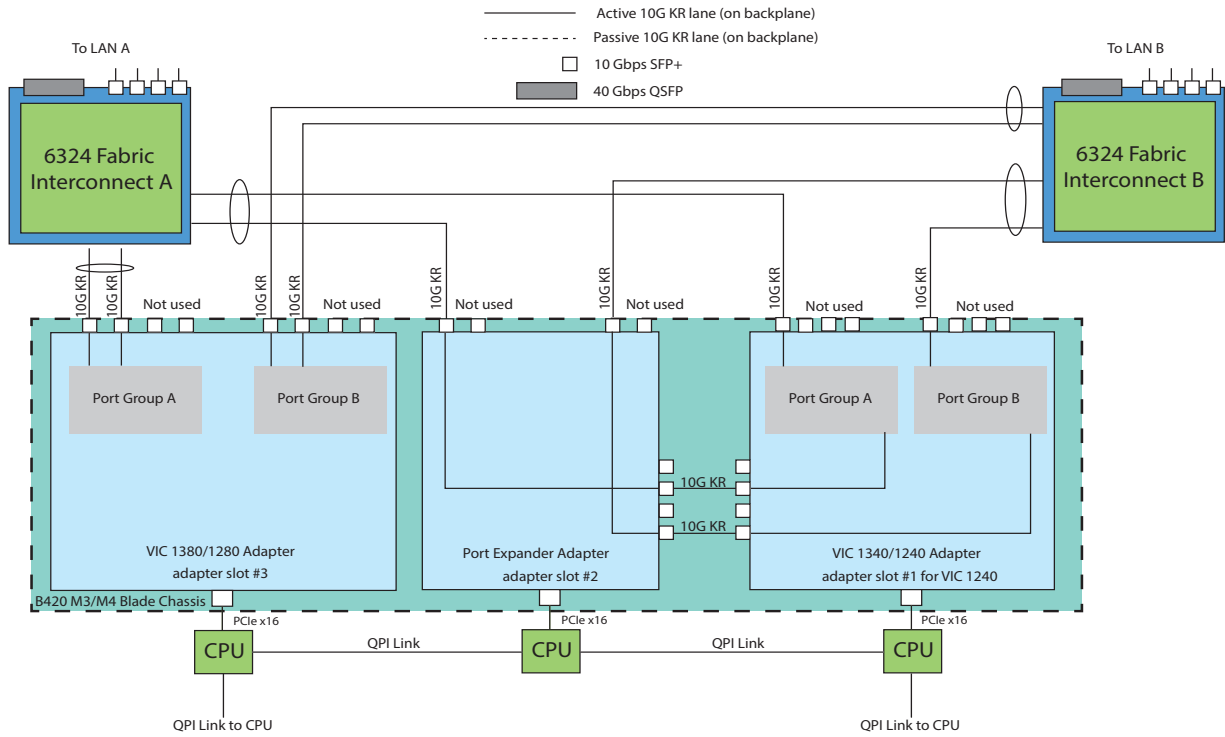 Active 10G KR lane (on backplane)
Passive 10G KR lane (on backplane)
10 Gbps SFP+
40 Gbps QSFP
To LAN A
To LAN B
6324 Fabric
Interconnect A
6324 Fabric
Interconnect B
10G KR
10G KR
Not used
10G KR
10G KR
Not used
10G KR
Not used
10G KR
Not used
10G KR
Not used
10G KR
Not used
Port Group A
Port Group B
Port Group A
Port Group B
10G KR
10G KR
VIC 1380/1280 Adapter
adapter slot #3
Port Expander Adapter
adapter slot #2
VIC 1340/1240 Adapter
adapter slot #1 for VIC 1240
B420 M3/M4 Blade Chassis
PCIe x16
PCIe x16
PCIe x16
CPU
QPI Link
CPU
QPI Link
CPU
QPI Link to CPU
QPI Link to CPU